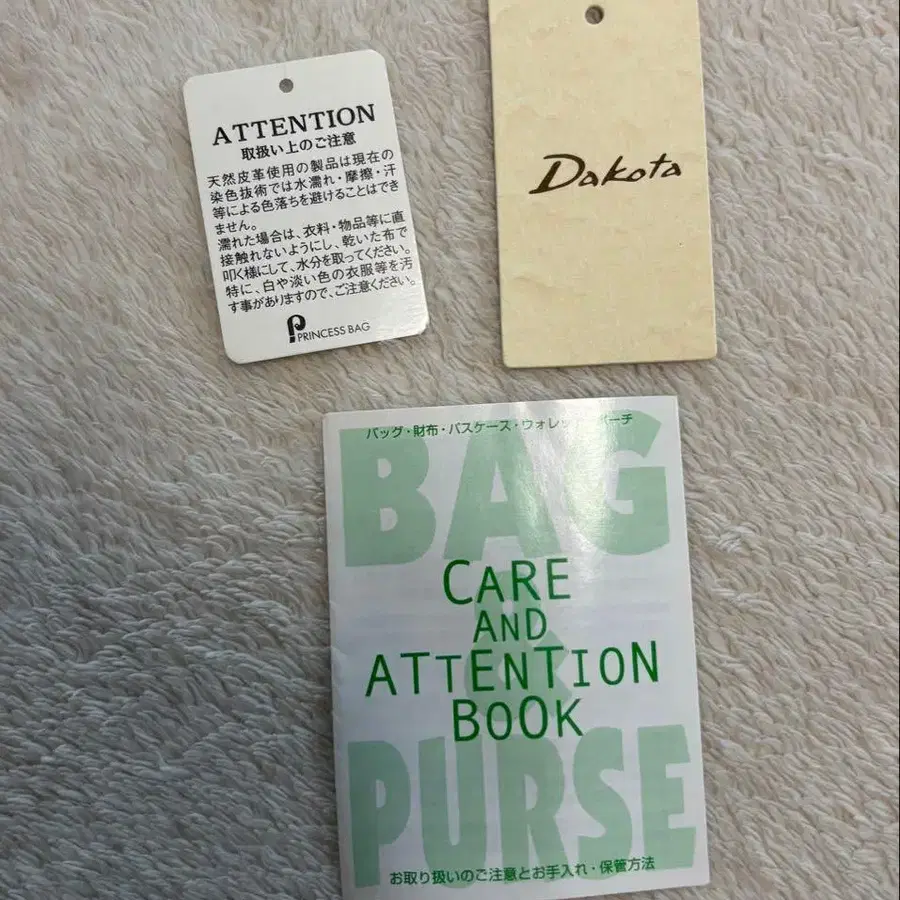 ATTENTION
取扱い上のご注意
天然皮革使用の製品は現在の
染色技術では水濡れ・摩擦・汗
等による色落ちを避けることはでき
ません。
濡れた場合は、衣料・物品等に直
接触れないようにし、乾いた布で
叩く様にして、水分を取ってください。
特に、白や淡い色の衣服等を汚
す事がありますので、ご注意ください。
PRINCESS BAG
Dakota
バッグ・財布・パスケース・ウォレット・ポーチ
BAG
&
PURSE
CARE
AND
ATTENTION
BOOK
お取り扱いのご注意とお手入れ・保管方法